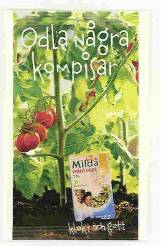 Odla några
kompisar
Milda
klokt och gott